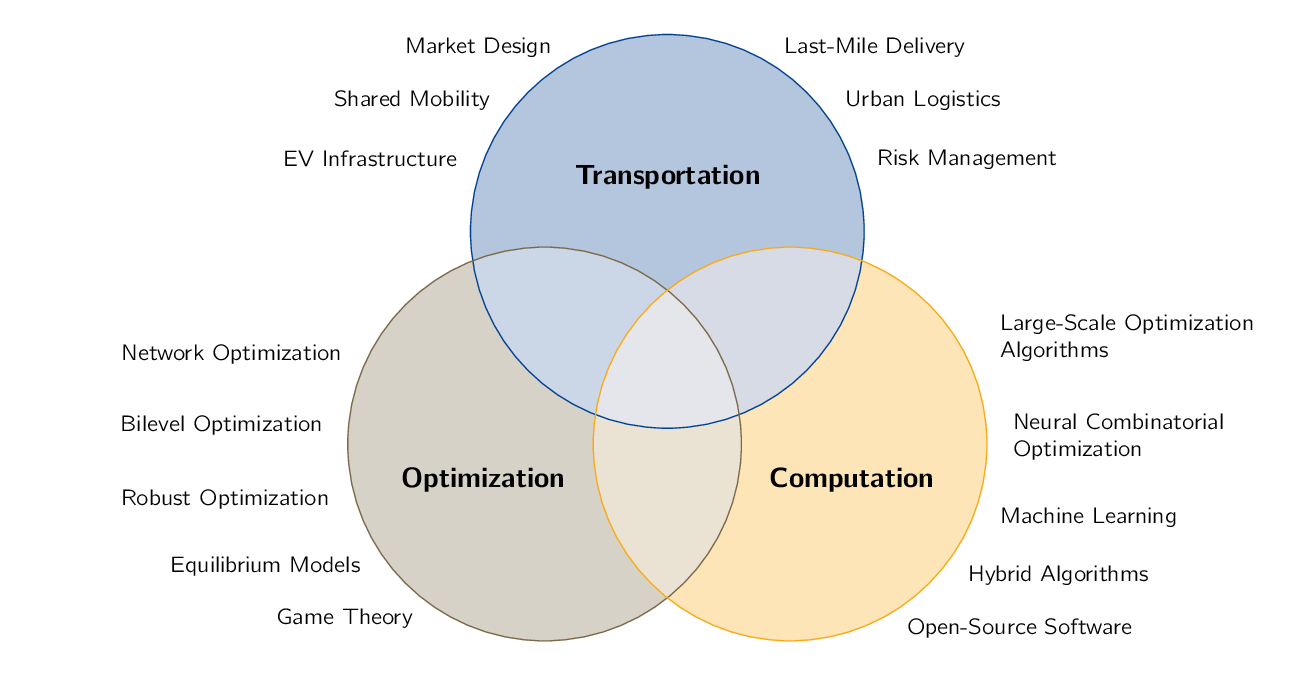 Market Design
Last-Mile Delivery
Shared Mobility
Urban Logistics
EV Infrastructure
Risk Management
Transportation
Large-Scale Optimization
Algorithms
Network Optimization
Bilevel Optimization
Neural Combinatorial
Optimization
Optimization
Computation
Robust Optimization
Machine Learning
Equilibrium Models
Hybrid Algorithms
Game Theory
Open-Source Software